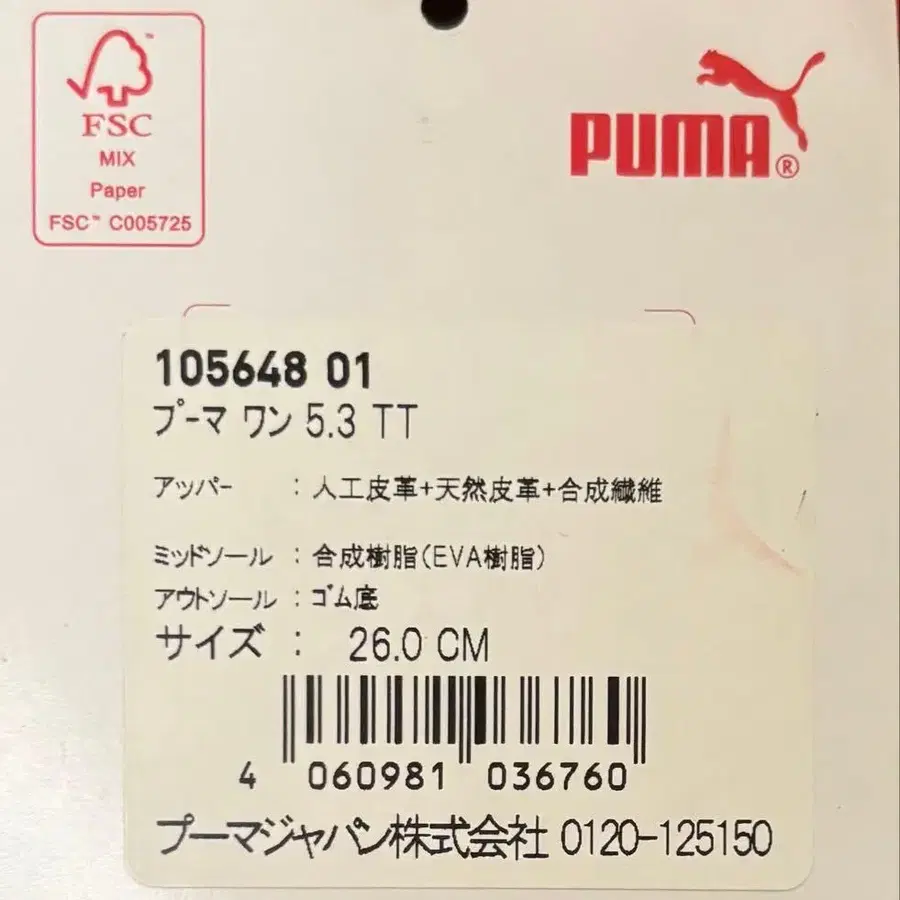 FSC
MIX
Paper
FSC™ C005725
PUMA®
105648 01
プーマ ワン 5.3 TT
アッパー : 人工皮革+天然皮革+合成繊維
ミッドソール : 合成樹脂(EVA樹脂)
アウトソール : ゴム底
サイズ : 26.0 CM
4 060981 036760
プーマジャパン株式会社 0120-125150